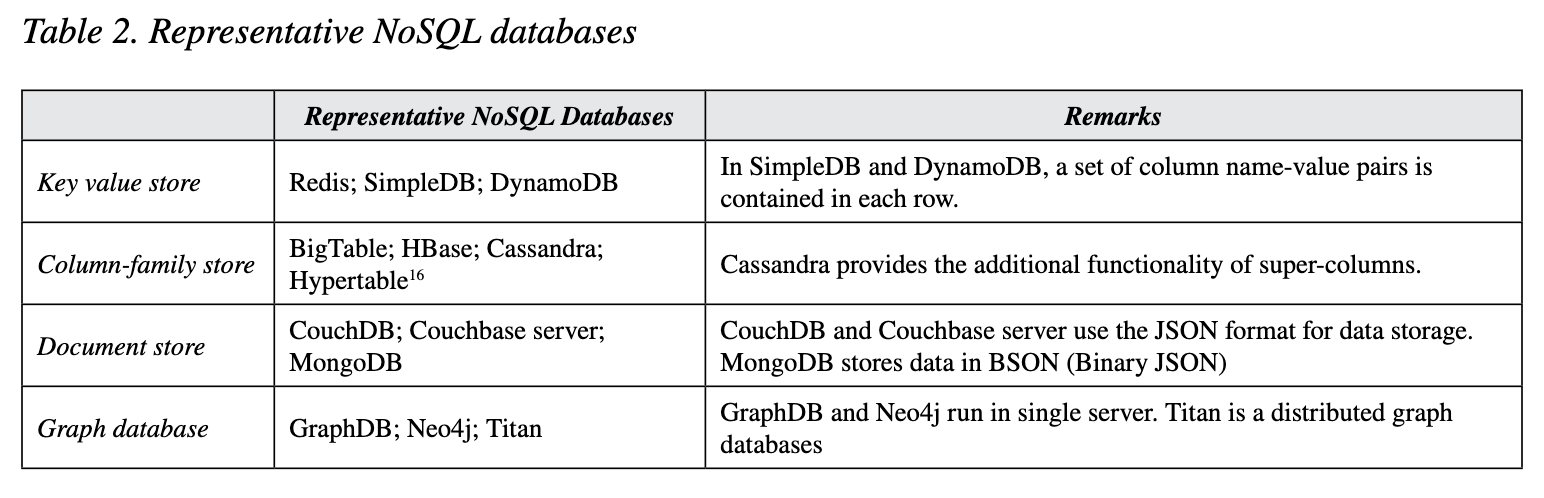 Table 2. Representative NoSQL databases
Representative NoSQL Databases
Remarks
Key value store
Redis; SimpleDB; DynamoDB
In SimpleDB and DynamoDB, a set of column name-value pairs is
contained in each row.
Column-family store
BigTable; HBase; Cassandra;
Hypertable¹⁶
Cassandra provides the additional functionality of super-columns.
Document store
CouchDB; Couchbase server;
MongoDB
CouchDB and Couchbase server use the JSON format for data storage.
MongoDB stores data in BSON (Binary JSON)
Graph database
GraphDB; Neo4j; Titan
GraphDB and Neo4j run in single server. Titan is a distributed graph
databases